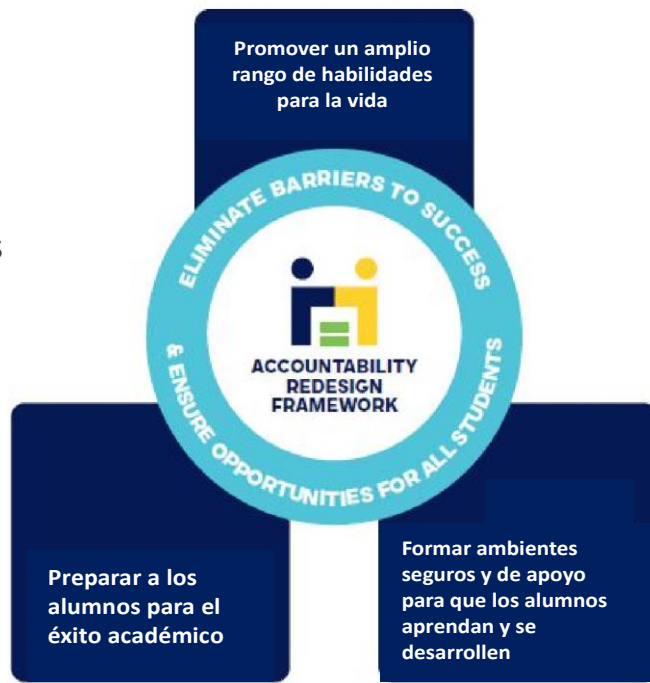 Promover un amplio
rango de habilidades
para la vida
ELIMINATE BARRIERS TO SUCCESS
& ENSURE OPPORTUNITIES FOR ALL STUDENTS
ACCOUNTABILITY
REDESIGN
FRAMEWORK
Preparar a los
alumnos para el
éxito académico
Formar ambientes
seguros y de apoyo
para que los alumnos
aprendan y se
desarrollen